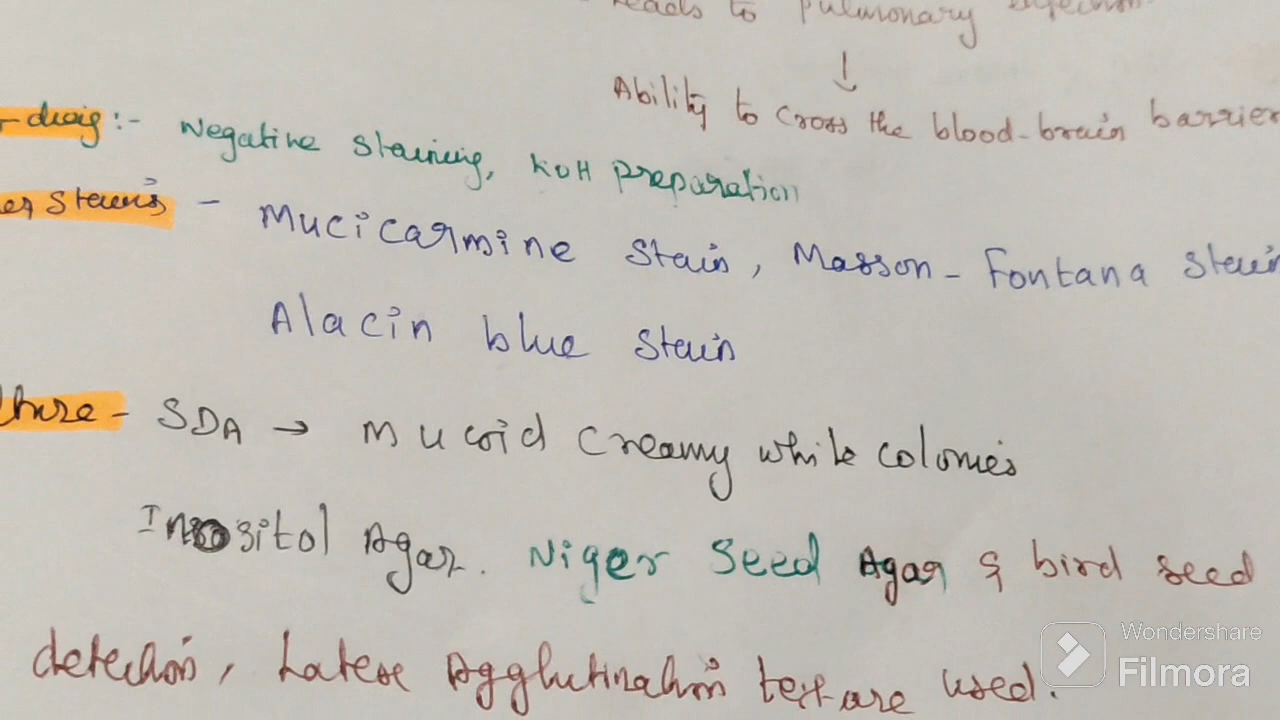 leads to pulmonary
↓
Ability to cross the blood-brain barrier
diag:- Negative staining, KOH preparation
stains - Mucicarmine stain, Masson-Fontana stain
Alacin blue stain
- SDA → Mucoid creamy white colonies
Inositol Agar. Niger seed Agar & bird seed
detection, Latex Agglutination test are used.
Wondershare
Filmora